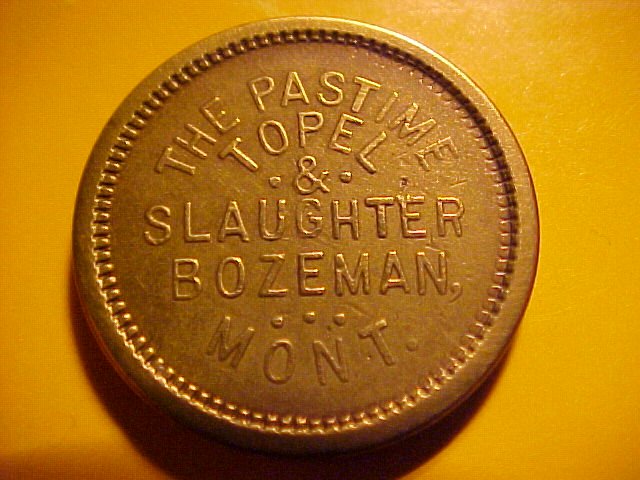 THE PASTIME
TOPEL
. & .
SLAUGHTER
BOZEMAN,
...
MONT.